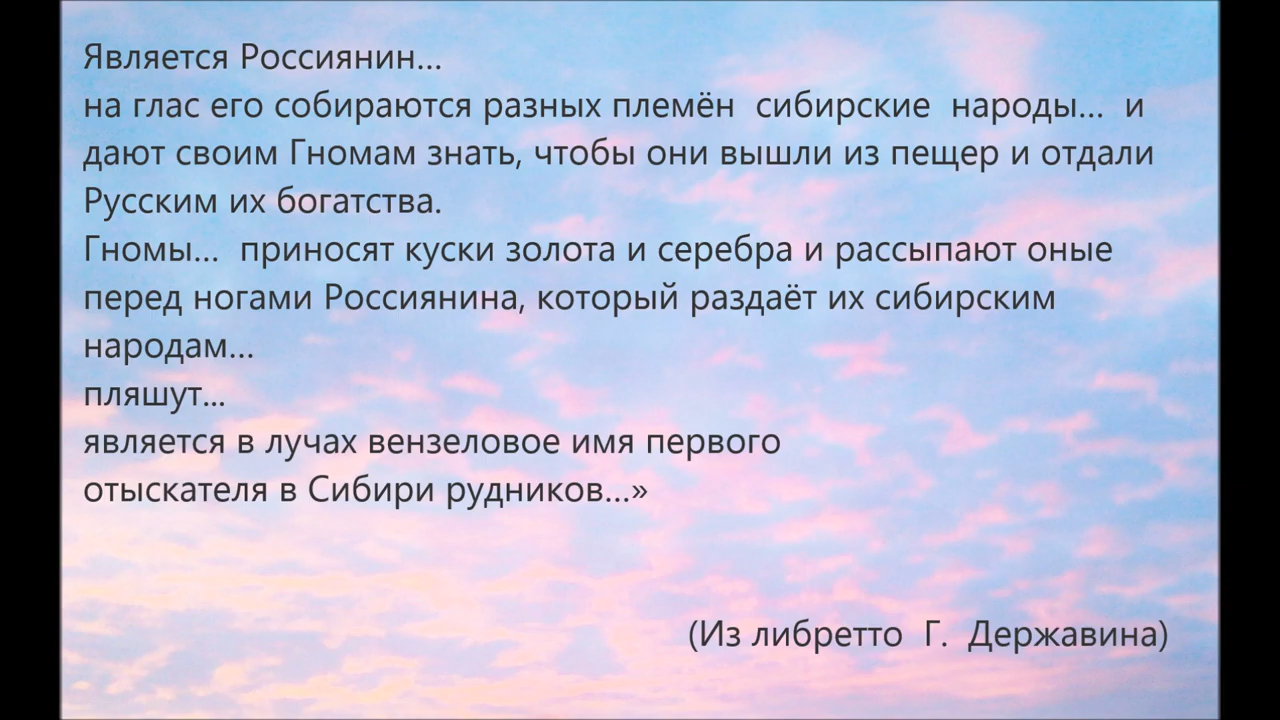 Является Россиянин...
на глас его собираются разных племён сибирские народы... и
дают своим Гномам знать, чтобы они вышли из пещер и отдали
Русским их богатства.
Гномы... приносят куски золота и серебра и рассыпают оные
перед ногами Россиянина, который раздаёт их сибирским
народам...
пляшут...
является в лучах вензеловое имя первого
отыскателя в Сибири рудников...»
(Из либретто Г. Державина)